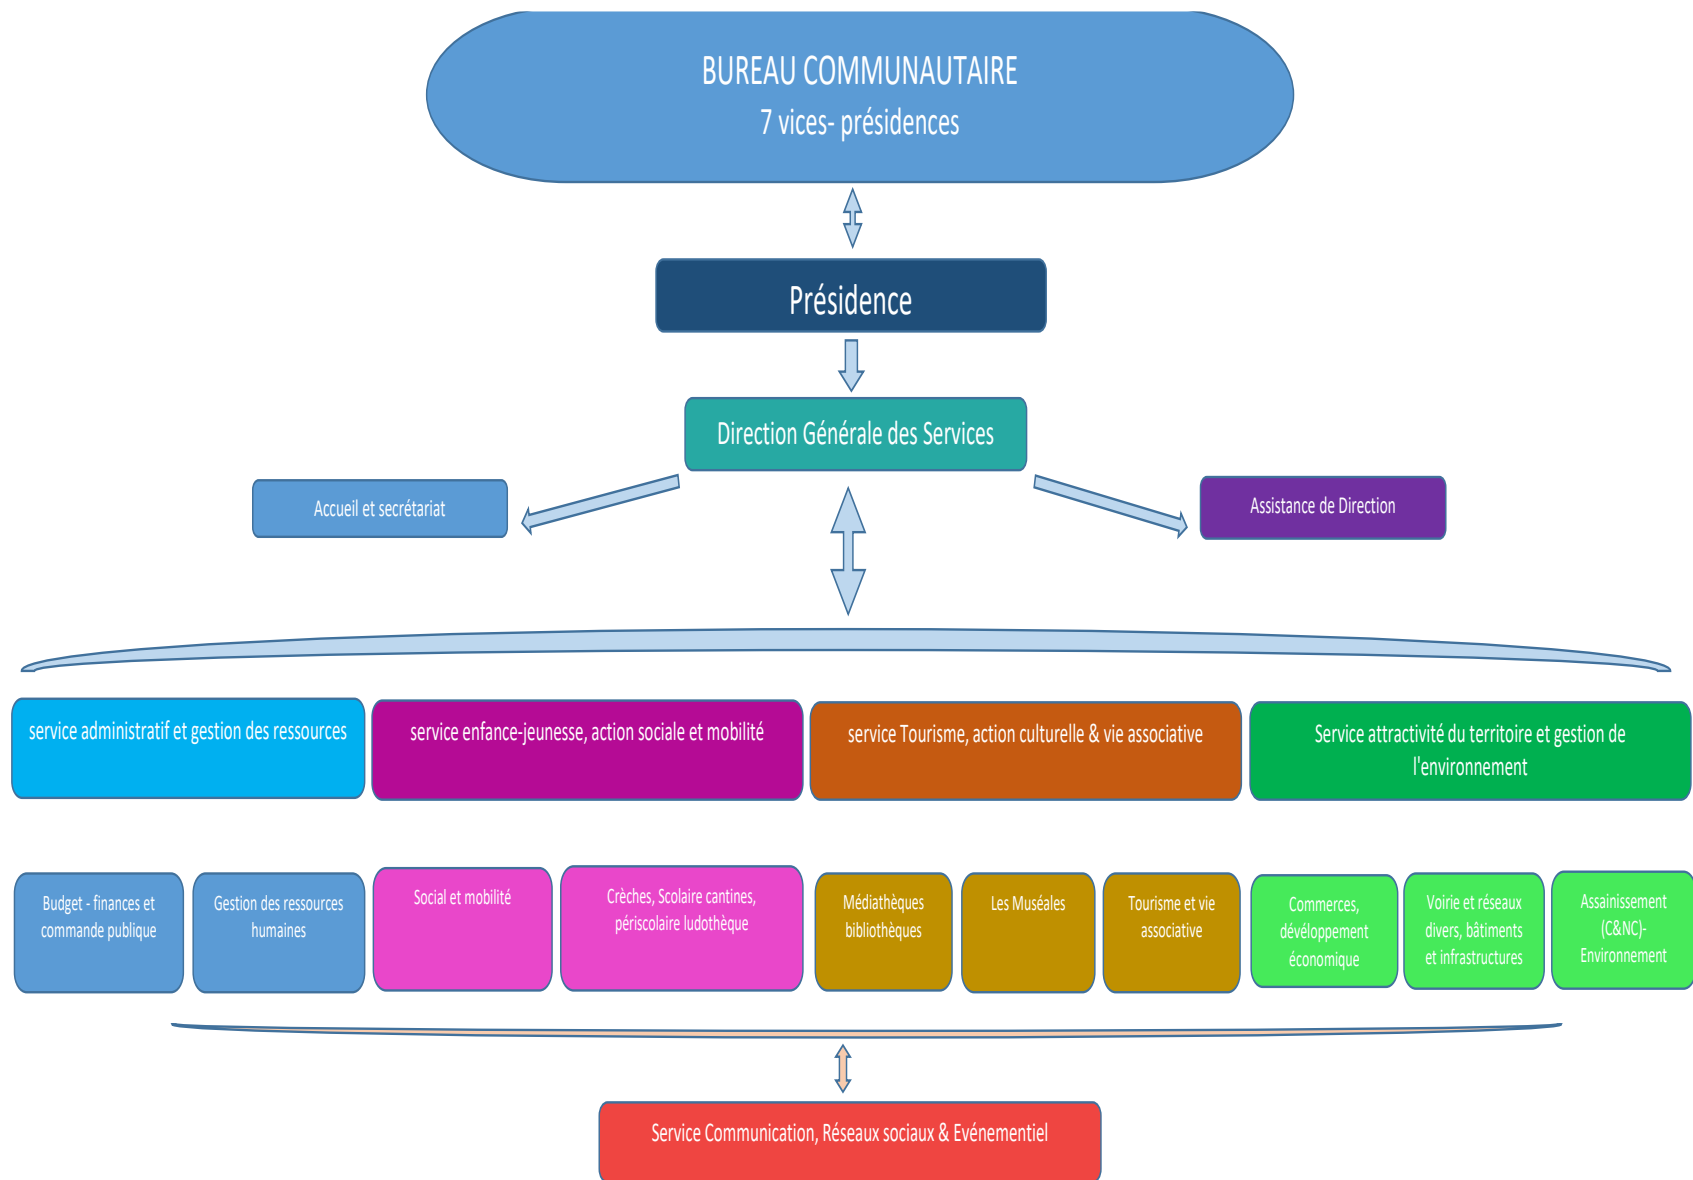 BUREAU COMMUNAUTAIRE
7 vices- présidences
Présidence
Direction Générale des Services
Accueil et secrétariat
Assistance de Direction
service administratif et gestion des ressources
service enfance-jeunesse, action sociale et mobilité
service Tourisme, action culturelle & vie associative
Service attractivité du territoire et gestion de
l'environnement
Budget - finances et
commande publique
Gestion des ressources
humaines
Social et mobilité
Crèches, Scolaire cantines,
périscolaire ludothèque
Médiathèques
bibliothèques
Les Muséales
Tourisme et vie
associative
Commerces,
dévéloppement
économique
Voirie et réseaux
divers, bâtiments
et infrastructures
Assainissement
(C&NC)-
Environnement
Service Communication, Réseaux sociaux & Evénementiel